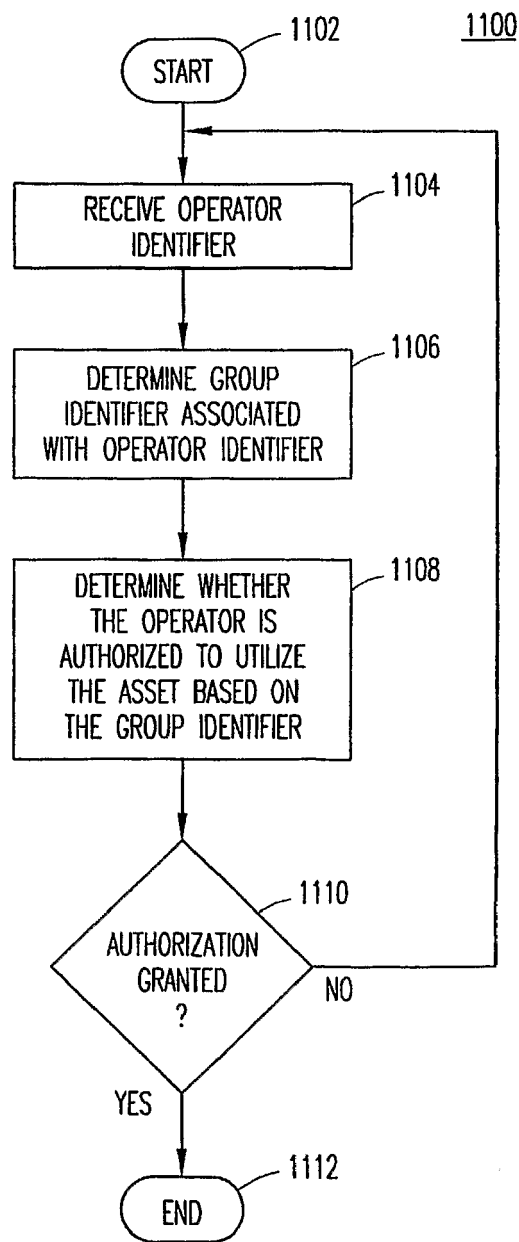 1102
1100
START
1104
RECEIVE OPERATOR
IDENTIFIER
1106
DETERMINE GROUP
IDENTIFIER ASSOCIATED
WITH OPERATOR IDENTIFIER
1108
DETERMINE WHETHER
THE OPERATOR IS
AUTHORIZED TO UTILIZE
THE ASSET BASED ON
THE GROUP IDENTIFIER
1110
AUTHORIZATION
GRANTED
?
NO
YES
1112
END